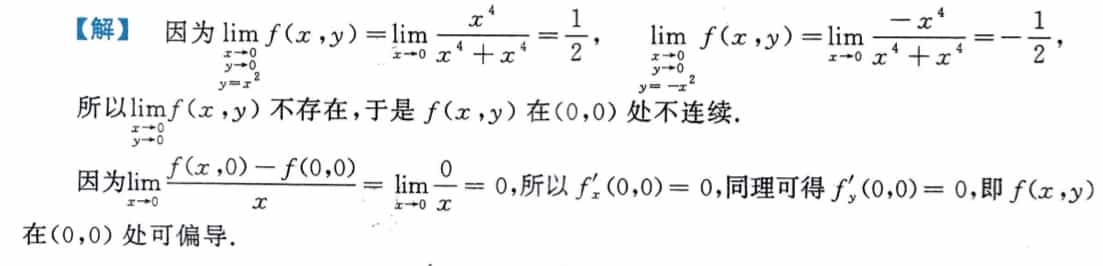 【解】 因为 lim_{x→0, y→0, y=x²} f(x,y) = lim_{x→0} x⁴/(x⁴+x⁴) = 1/2, lim_{x→0, y→0, y=-x²} f(x,y) = lim_{x→0} -x⁴/(x⁴+x⁴) = -1/2,
所以 lim_{x→0, y→0} f(x,y) 不存在,于是 f(x,y) 在(0,0) 处不连续.
因为 lim_{x→0} (f(x,0)-f(0,0))/x = lim_{x→0} 0/x = 0,所以 f′ₓ(0,0) = 0,同理可得 f′_y(0,0) = 0,即 f(x,y)
在(0,0) 处可偏导.